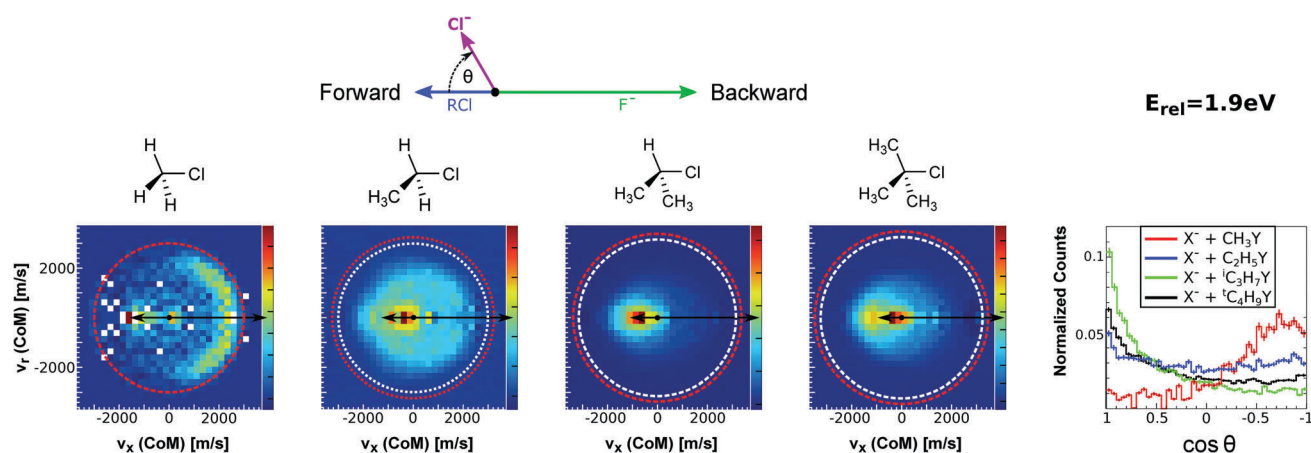 Cl⁻
θ
Forward
RCl
F⁻
Backward
E_rel=1.9eV
H
H
H
Cl
H
H₃C
H
Cl
H
H₃C
CH₃
Cl
H₃C
H₃C
CH₃
Cl
v_r (CoM) [m/s]
2000
0
-2000
-2000 0 2000
v_x (CoM) [m/s]
-2000 0 2000
v_x (CoM) [m/s]
-2000 0 2000
v_x (CoM) [m/s]
-2000 0 2000
v_x (CoM) [m/s]
Normalized Counts
0.1
0.05
X⁻ + CH₃Y
X⁻ + C₂H₅Y
X⁻ + ⁱC₃H₇Y
X⁻ + ᵗC₄H₉Y
1 0.5 0 -0.5 -1
cos θ